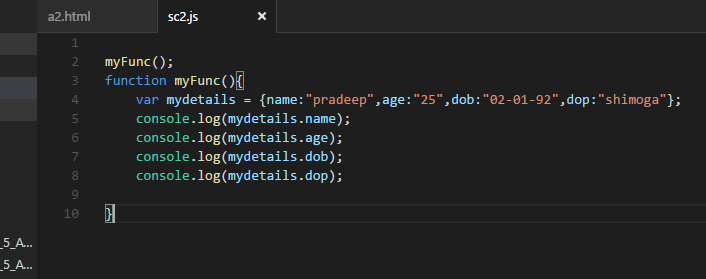 a2.html sc2.js ×
1
2 myFunc();
3 function myFunc(){
4 var mydetails = {name:"pradeep",age:"25",dob:"02-01-92",dop:"shimoga"};
5 console.log(mydetails.name);
6 console.log(mydetails.age);
7 console.log(mydetails.dob);
8 console.log(mydetails.dop);
9
10 }
_5_A...
_5_A...